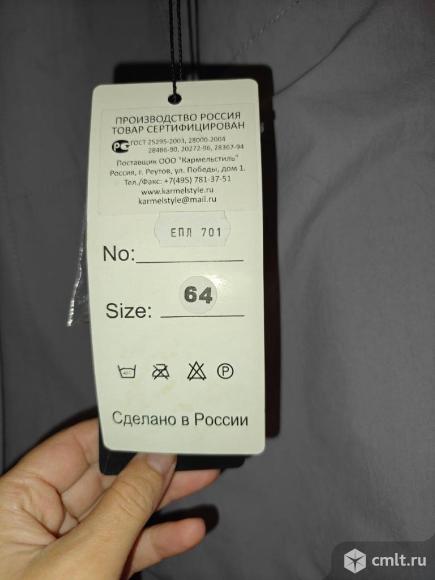 ПРОИЗВОДСТВО РОССИЯ
ТОВАР СЕРТИФИЦИРОВАН
ГОСТ 25295-2003, 28000-2004
28486-90, 20272-96, 28367-94
Поставщик ООО "Кармельстиль"
Россия, г. Реутов, ул. Победы, дом 1.
Тел./Факс: +7(495) 781-37-51
www.karmelstyle.ru
karmelstyle@mail.ru
ЕПЛ 701
No:
Size: 64
P
Сделано в России
cmlt.ru